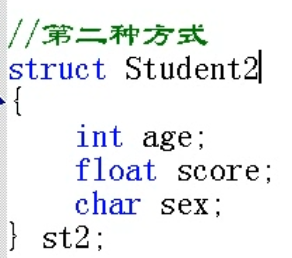 //第二种方式
struct Student2
{
    int age;
    float score;
    char sex;
} st2;